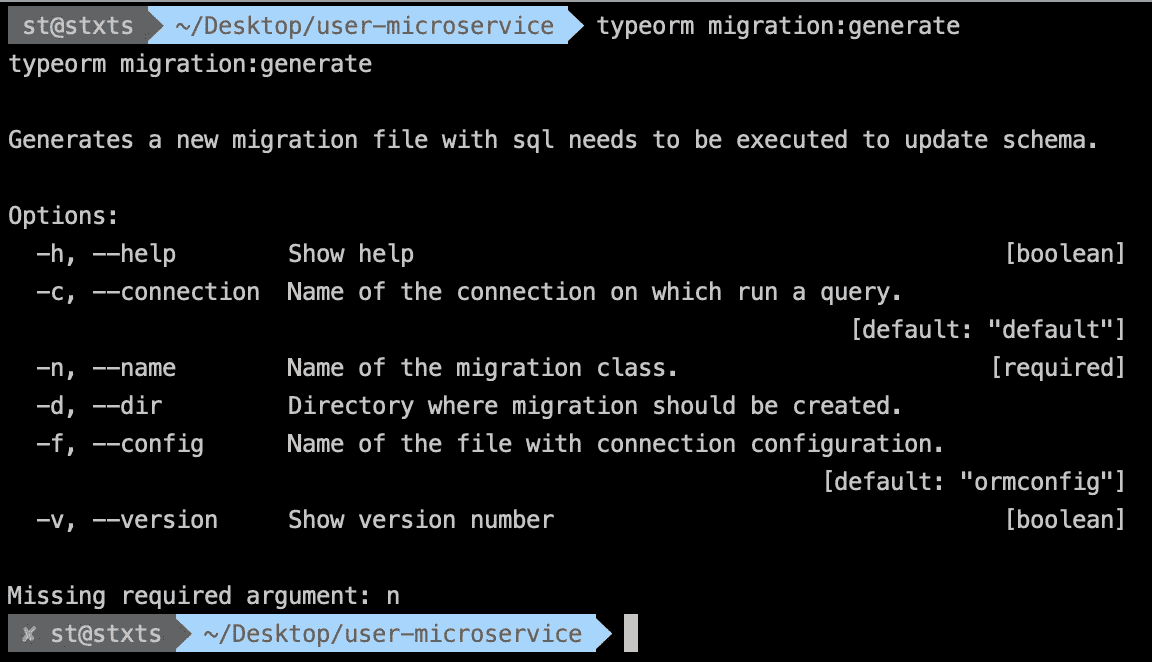 st@stxts ~/Desktop/user-microservice typeorm migration:generate
typeorm migration:generate
Generates a new migration file with sql needs to be executed to update schema.
Options:
-h, --help Show help [boolean]
-c, --connection Name of the connection on which run a query.
[default: "default"]
-n, --name Name of the migration class. [required]
-d, --dir Directory where migration should be created.
-f, --config Name of the file with connection configuration.
[default: "ormconfig"]
-v, --version Show version number [boolean]
Missing required argument: n
✘ st@stxts ~/Desktop/user-microservice